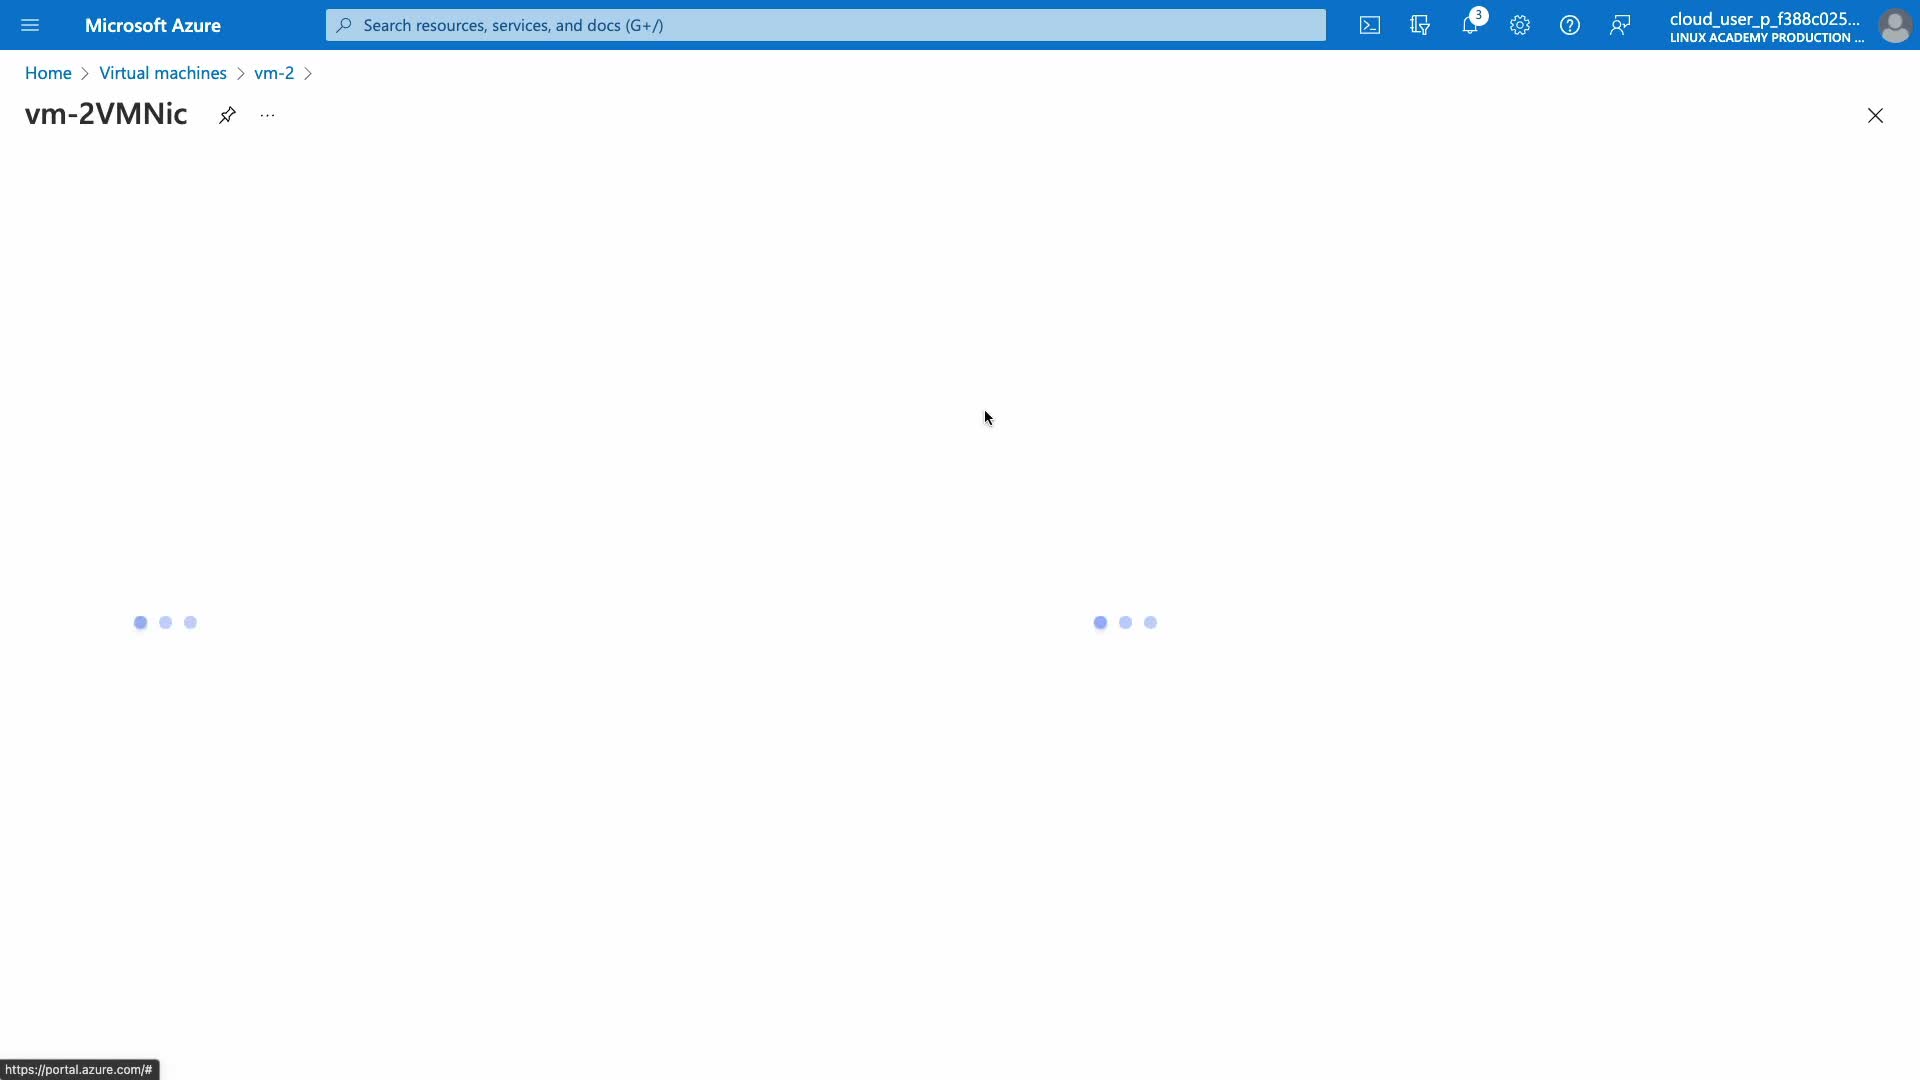 Microsoft Azure
Search resources, services, and docs (G+/)
3
cloud_user_p_f388c025...
LINUX ACADEMY PRODUCTION ...
Home > Virtual machines > vm-2 >
vm-2VMNic ...
https://portal.azure.com/#